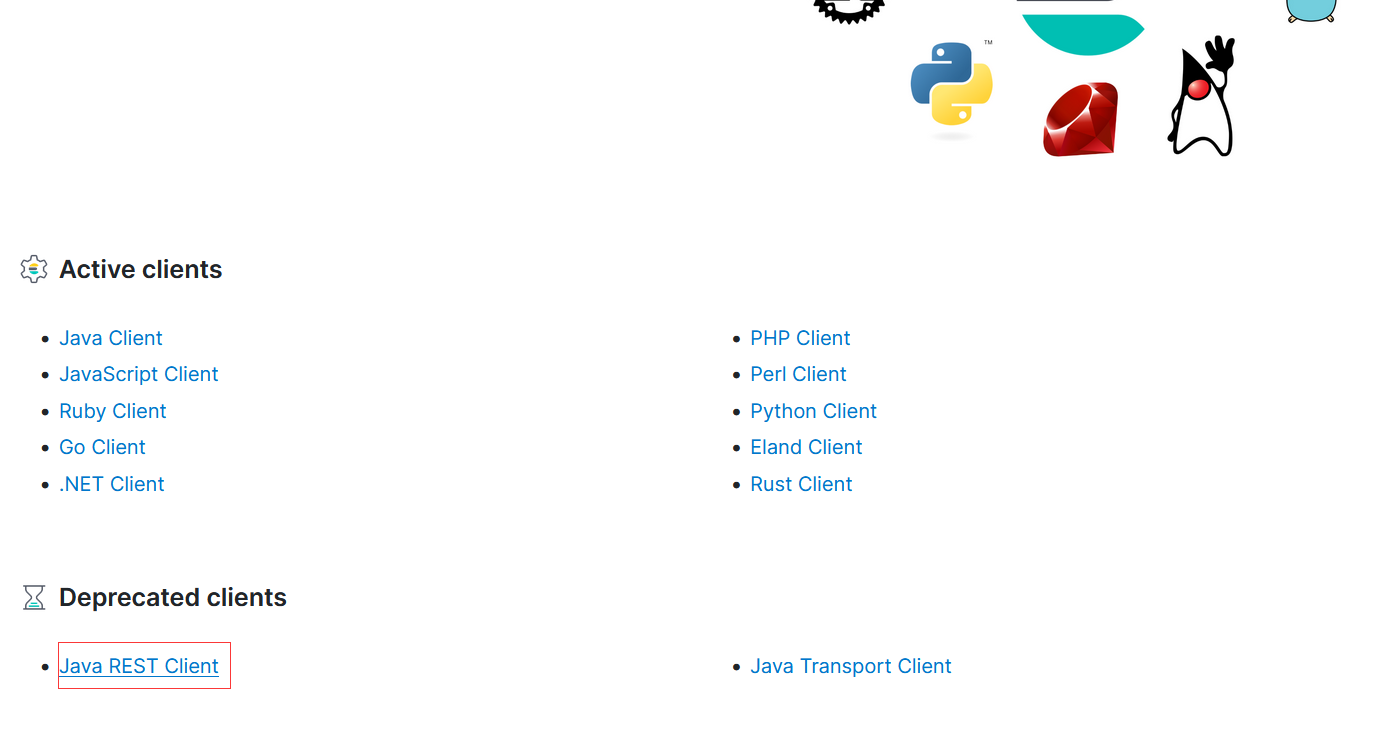 TM
Active clients
Java Client
JavaScript Client
Ruby Client
Go Client
.NET Client
PHP Client
Perl Client
Python Client
Eland Client
Rust Client
Deprecated clients
Java REST Client
Java Transport Client